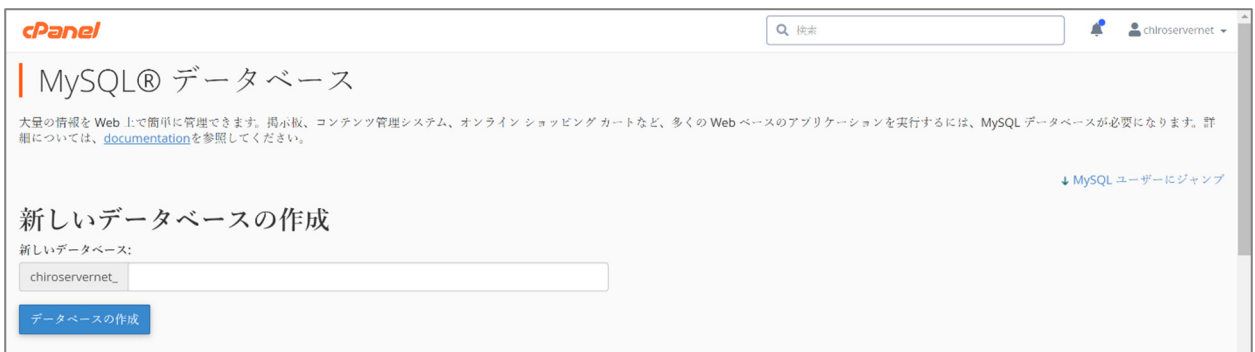 cPanel
検索
chiroservernet
MySQL® データベース
大量の情報を Web 上で簡単に管理できます。掲示板、コンテンツ管理システム、オンライン ショッピング カートなど、多くの Web ベースのアプリケーションを実行するには、MySQL データベースが必要になります。詳
細については、documentationを参照してください。
MySQL ユーザーにジャンプ
新しいデータベースの作成
新しいデータベース:
chiroservernet_
データベースの作成